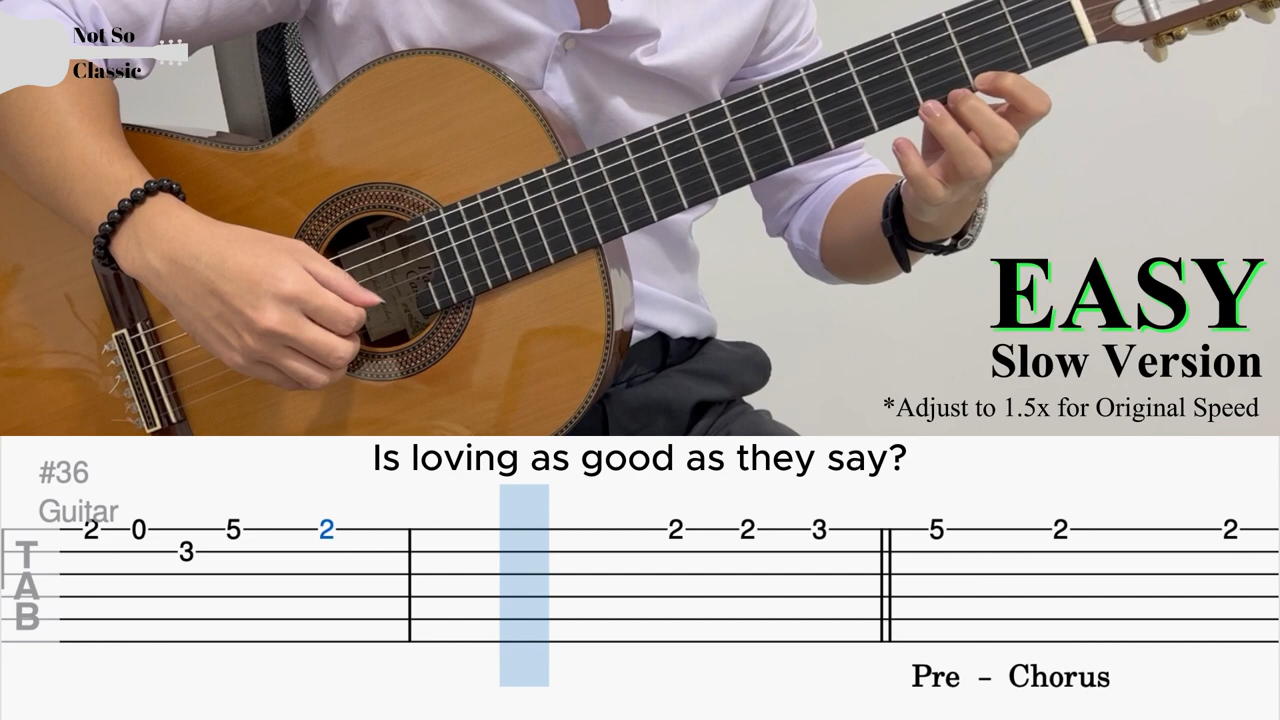 Not So
Classic
EASY
Slow Version
*Adjust to 1.5x for Original Speed
Is loving as good as they say?
#36
Guitar
2 0 5 2 2 2 3 5 2 2
3
T
A
B
Pre - Chorus